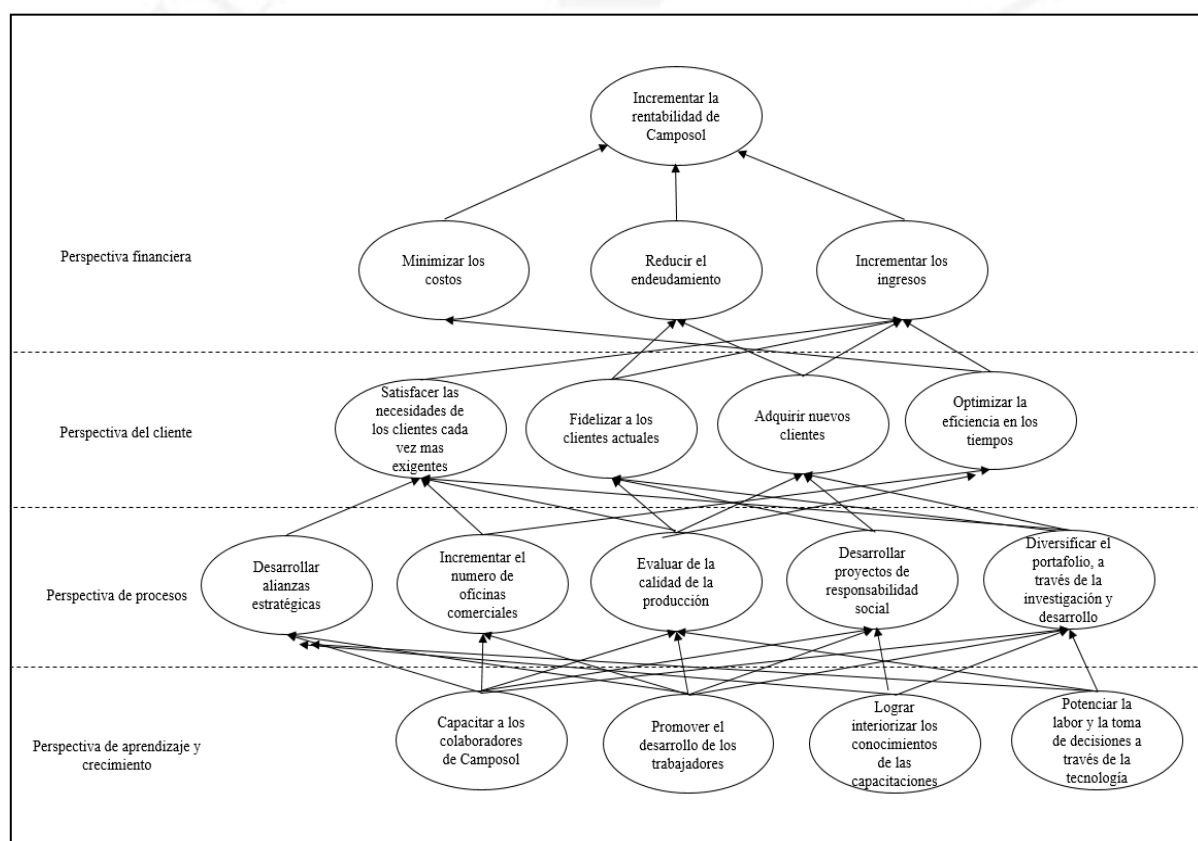 Incrementar la
rentabilidad de
Camposol
Perspectiva financiera
Minimizar los
costos
Reducir el
endeudamiento
Incrementar los
ingresos
Perspectiva del cliente
Satisfacer las
necesidades de
los clientes cada
vez mas
exigentes
Fidelizar a los
clientes actuales
Adquirir nuevos
clientes
Optimizar la
eficiencia en los
tiempos
Perspectiva de procesos
Desarrollar
alianzas
estratégicas
Incrementar el
numero de
oficinas
comerciales
Evaluar de la
calidad de la
producción
Desarrollar
proyectos de
responsabilidad
social
Diversificar el
portafolio, a
través de la
investigación y
desarrollo
Perspectiva de aprendizaje y
crecimiento
Capacitar a los
colaboradores
de Camposol
Promover el
desarrollo de los
trabajadores
Lograr
interiorizar los
conocimientos
de las
capacitaciones
Potenciar la
labor y la toma
de decisiones a
través de la
tecnología